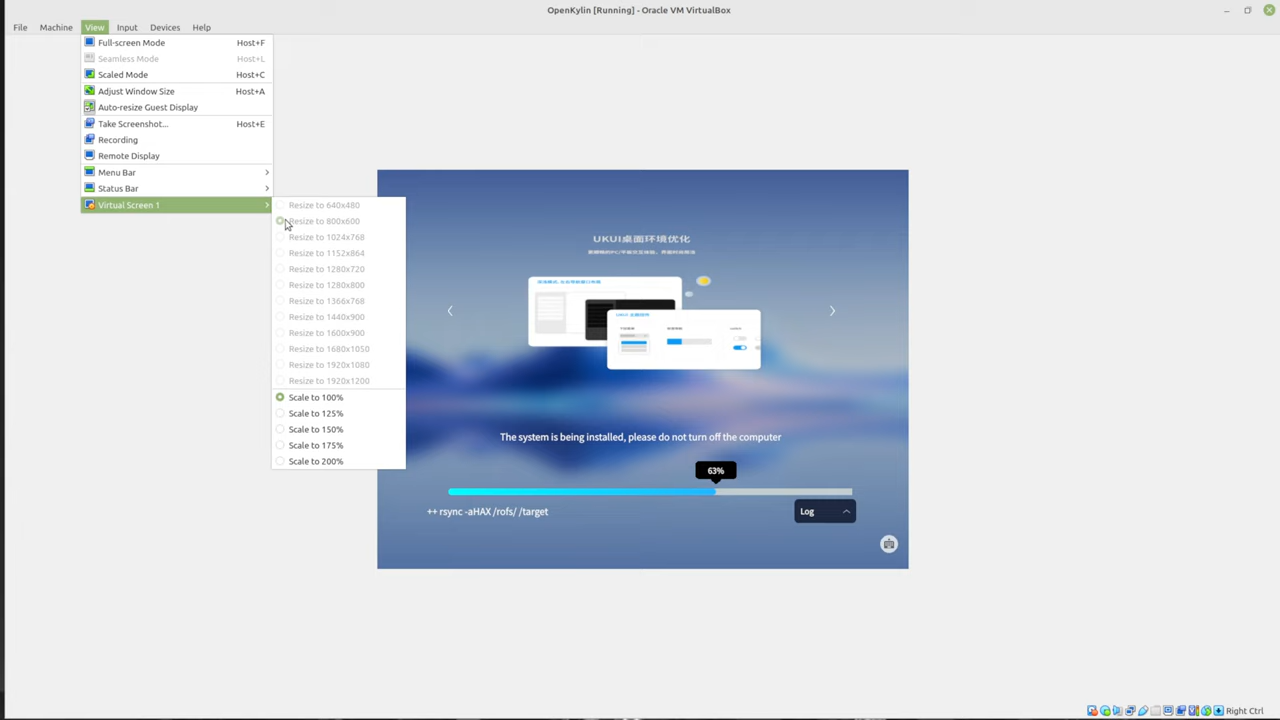 OpenKylin [Running] - Oracle VM VirtualBox
File Machine View Input Devices Help
Full-screen Mode Host+F
Seamless Mode Host+L
Scaled Mode Host+C
Adjust Window Size Host+A
Auto-resize Guest Display
Take Screenshot... Host+E
Recording
Remote Display
Menu Bar
Status Bar
Virtual Screen 1
Resize to 640x480
Resize to 800x600
Resize to 1024x768
Resize to 1152x864
Resize to 1280x720
Resize to 1280x800
Resize to 1366x768
Resize to 1440x900
Resize to 1600x900
Resize to 1680x1050
Resize to 1920x1080
Resize to 1920x1200
Scale to 100%
Scale to 125%
Scale to 150%
Scale to 175%
Scale to 200%
UKUI桌面环境优化
The system is being installed, please do not turn off the computer
63%
++ rsync -aHAX /rofs/ /target
Log
Right Ctrl